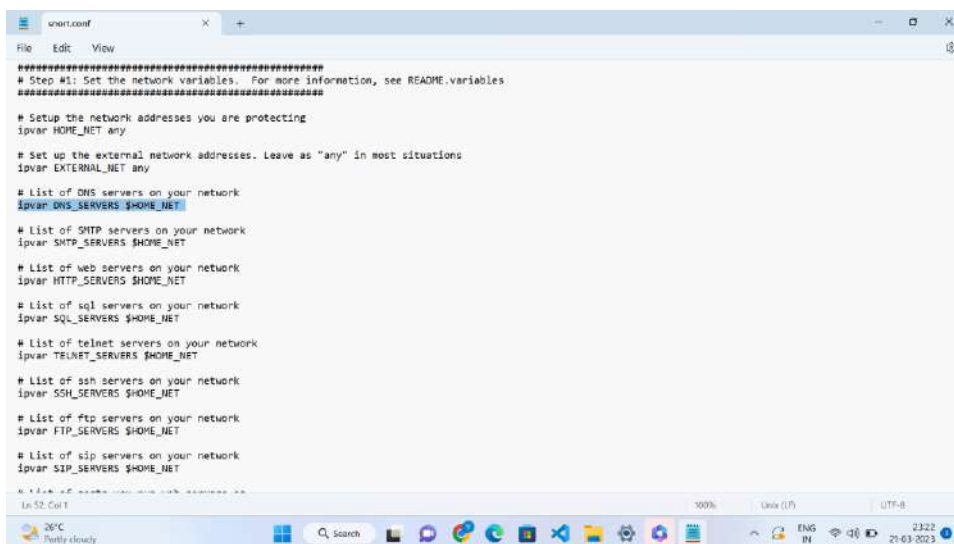 snort.conf
File Edit View
###################################################
# Step #1: Set the network variables.  For more information, see README.variables
###################################################
# Setup the network addresses you are protecting
ipvar HOME_NET any
# Set up the external network addresses. Leave as "any" in most situations
ipvar EXTERNAL_NET any
# List of DNS servers on your network
ipvar DNS_SERVERS $HOME_NET
# List of SMTP servers on your network
ipvar SMTP_SERVERS $HOME_NET
# List of web servers on your network
ipvar HTTP_SERVERS $HOME_NET
# List of sql servers on your network
ipvar SQL_SERVERS $HOME_NET
# List of telnet servers on your network
ipvar TELNET_SERVERS $HOME_NET
# List of ssh servers on your network
ipvar SSH_SERVERS $HOME_NET
# List of ftp servers on your network
ipvar FTP_SERVERS $HOME_NET
# List of sip servers on your network
ipvar SIP_SERVERS $HOME_NET
Ln 52, Col 1 100% Unix (LF) UTF-8
26°C
Partly cloudy
Search
ENG
IN
23:22
21-03-2023